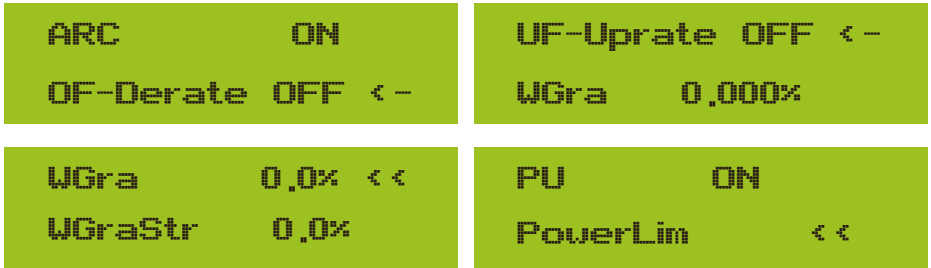 ARC ON
OF-Derate OFF <-
UF-Uprate OFF <-
WGra 0.000%
WGra 0.0% <<
WGraStr 0.0%
PU ON
PowerLim <<